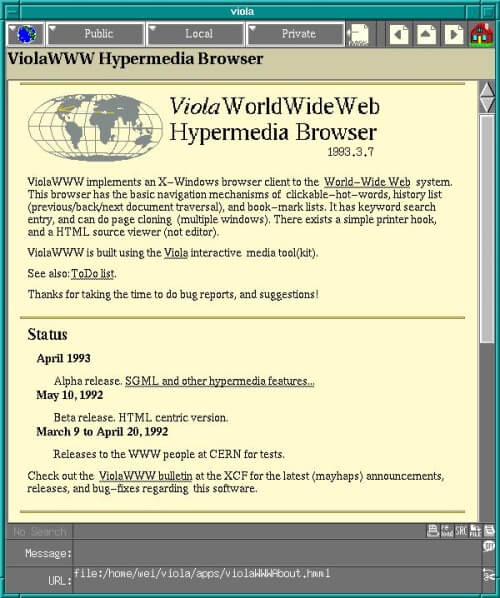 viola
Public Local Private
ViolaWWW Hypermedia Browser
Viola WorldWideWeb
Hypermedia Browser
1993.3.7
ViolaWWW implements an X-Windows browser client to the World-Wide Web system.
This browser has the basic navigation mechanisms of clickable-hot-words, history list
(previous/back/next document traversal), and book-mark lists. It has keyword search
entry, and can do page cloning (multiple windows). There exists a simple printer hook,
and a HTML source viewer (not editor).
ViolaWWW is built using the Viola interactive media tool(kit).
See also: ToDo list.
Thanks for taking the time to do bug reports, and suggestions!
Status
April 1993
Alpha release. SGML and other hypermedia features...
May 10, 1992
Beta release. HTML centric version.
March 9 to April 20, 1992
Releases to the WWW people at CERN for tests.
Check out the ViolaWWW bulletin at the XCF for the latest (mayhaps) announcements,
releases, and bug-fixes regarding this software.
No Search
SRC
Message:
URL: file:/home/wei/viola/apps/violaWWWAbout.hmml